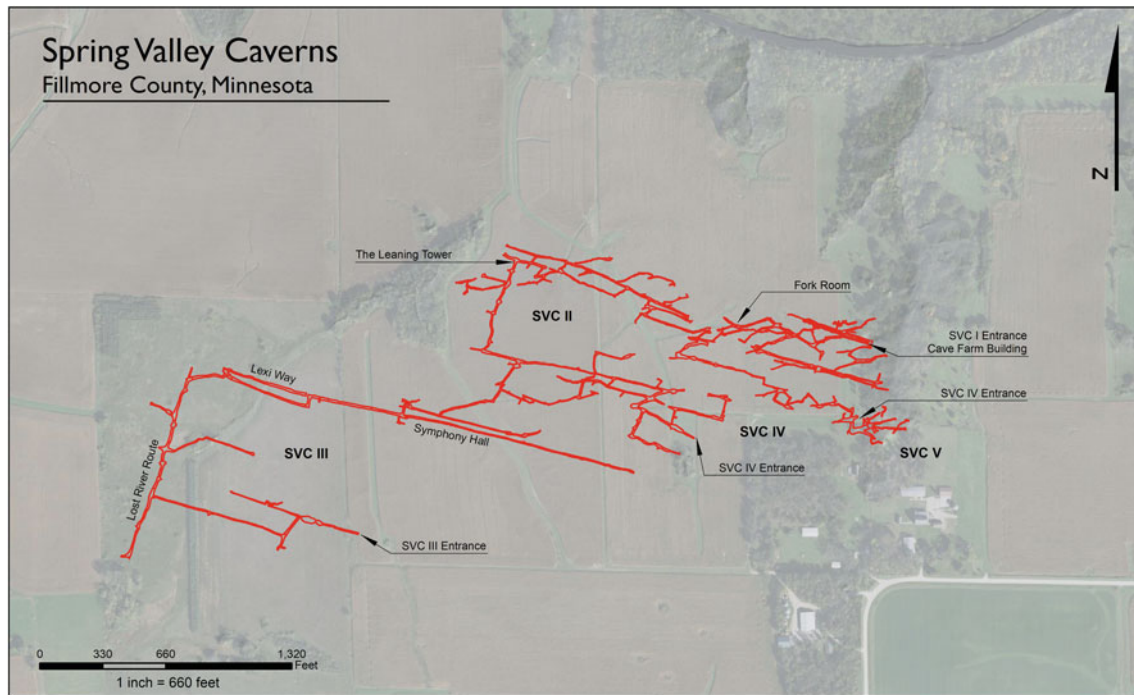 Spring Valley Caverns
Fillmore County, Minnesota
N
The Leaning Tower
Fork Room
SVC II
SVC I Entrance
Cave Farm Building
Lexi Way
SVC IV Entrance
Symphony Hall
SVC IV
SVC III
SVC V
SVC IV Entrance
Lost River Route
SVC III Entrance
0 330 660 1,320
Feet
1 inch = 660 feet